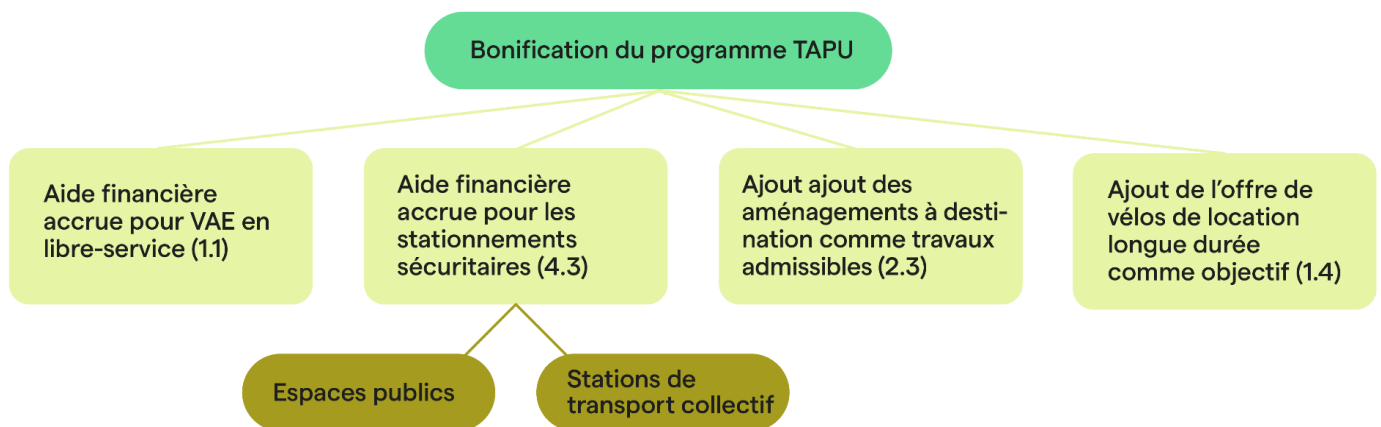 Bonification du programme TAPU
Aide financière
accrue pour VAE en
libre-service (1.1)
Aide financière
accrue pour les
stationnements
sécuritaires (4.3)
Ajout ajout des
aménagements à desti-
nation comme travaux
admissibles (2.3)
Ajout de l’offre de
vélos de location
longue durée
comme objectif (1.4)
Espaces publics
Stations de
transport collectif